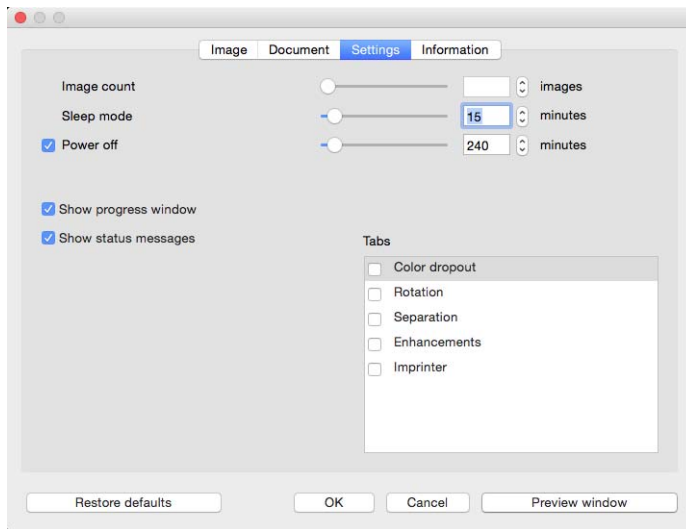 Image Document Settings Information
Image count images
Sleep mode 15 minutes
Power off 240 minutes
Show progress window
Show status messages
Tabs
Color dropout
Rotation
Separation
Enhancements
Imprinter
Restore defaults OK Cancel Preview window